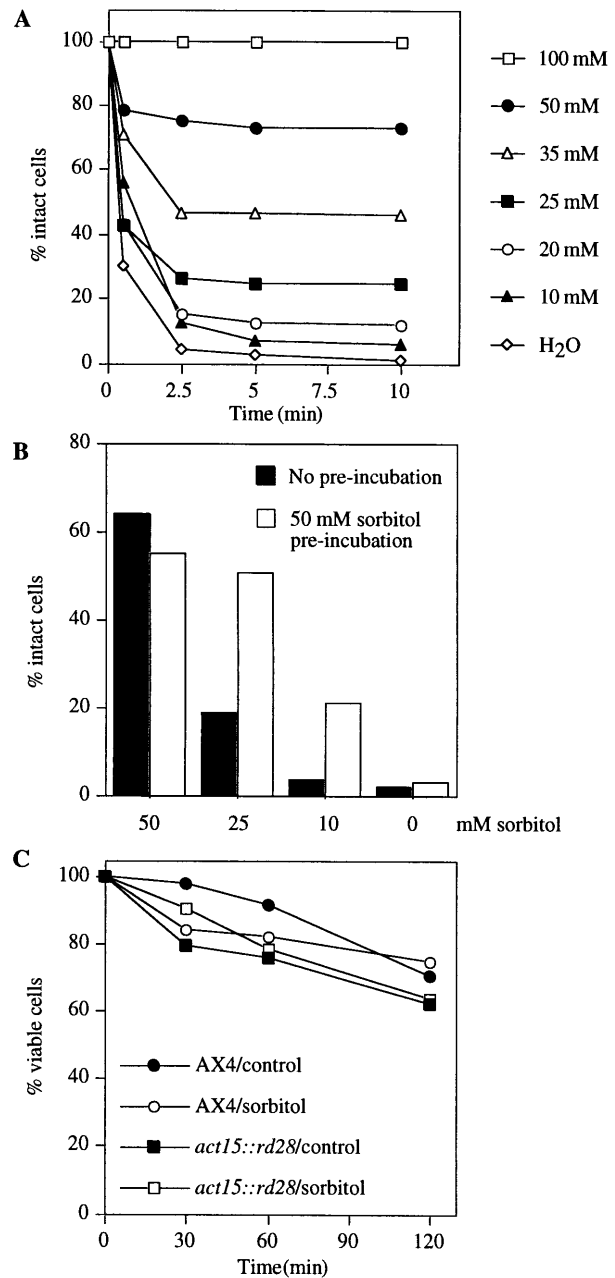 A
100
80
60
40
20
0
% intact cells
0
2.5
5
7.5
10
Time (min)
100 mM
50 mM
35 mM
25 mM
20 mM
10 mM
H2O
B
80
60
40
20
0
% intact cells
No pre-incubation
50 mM sorbitol
pre-incubation
50
25
10
0
mM sorbitol
C
100
80
60
40
20
0
% viable cells
AX4/control
AX4/sorbitol
act15::rd28/control
act15::rd28/sorbitol
0
30
60
90
120
Time(min)